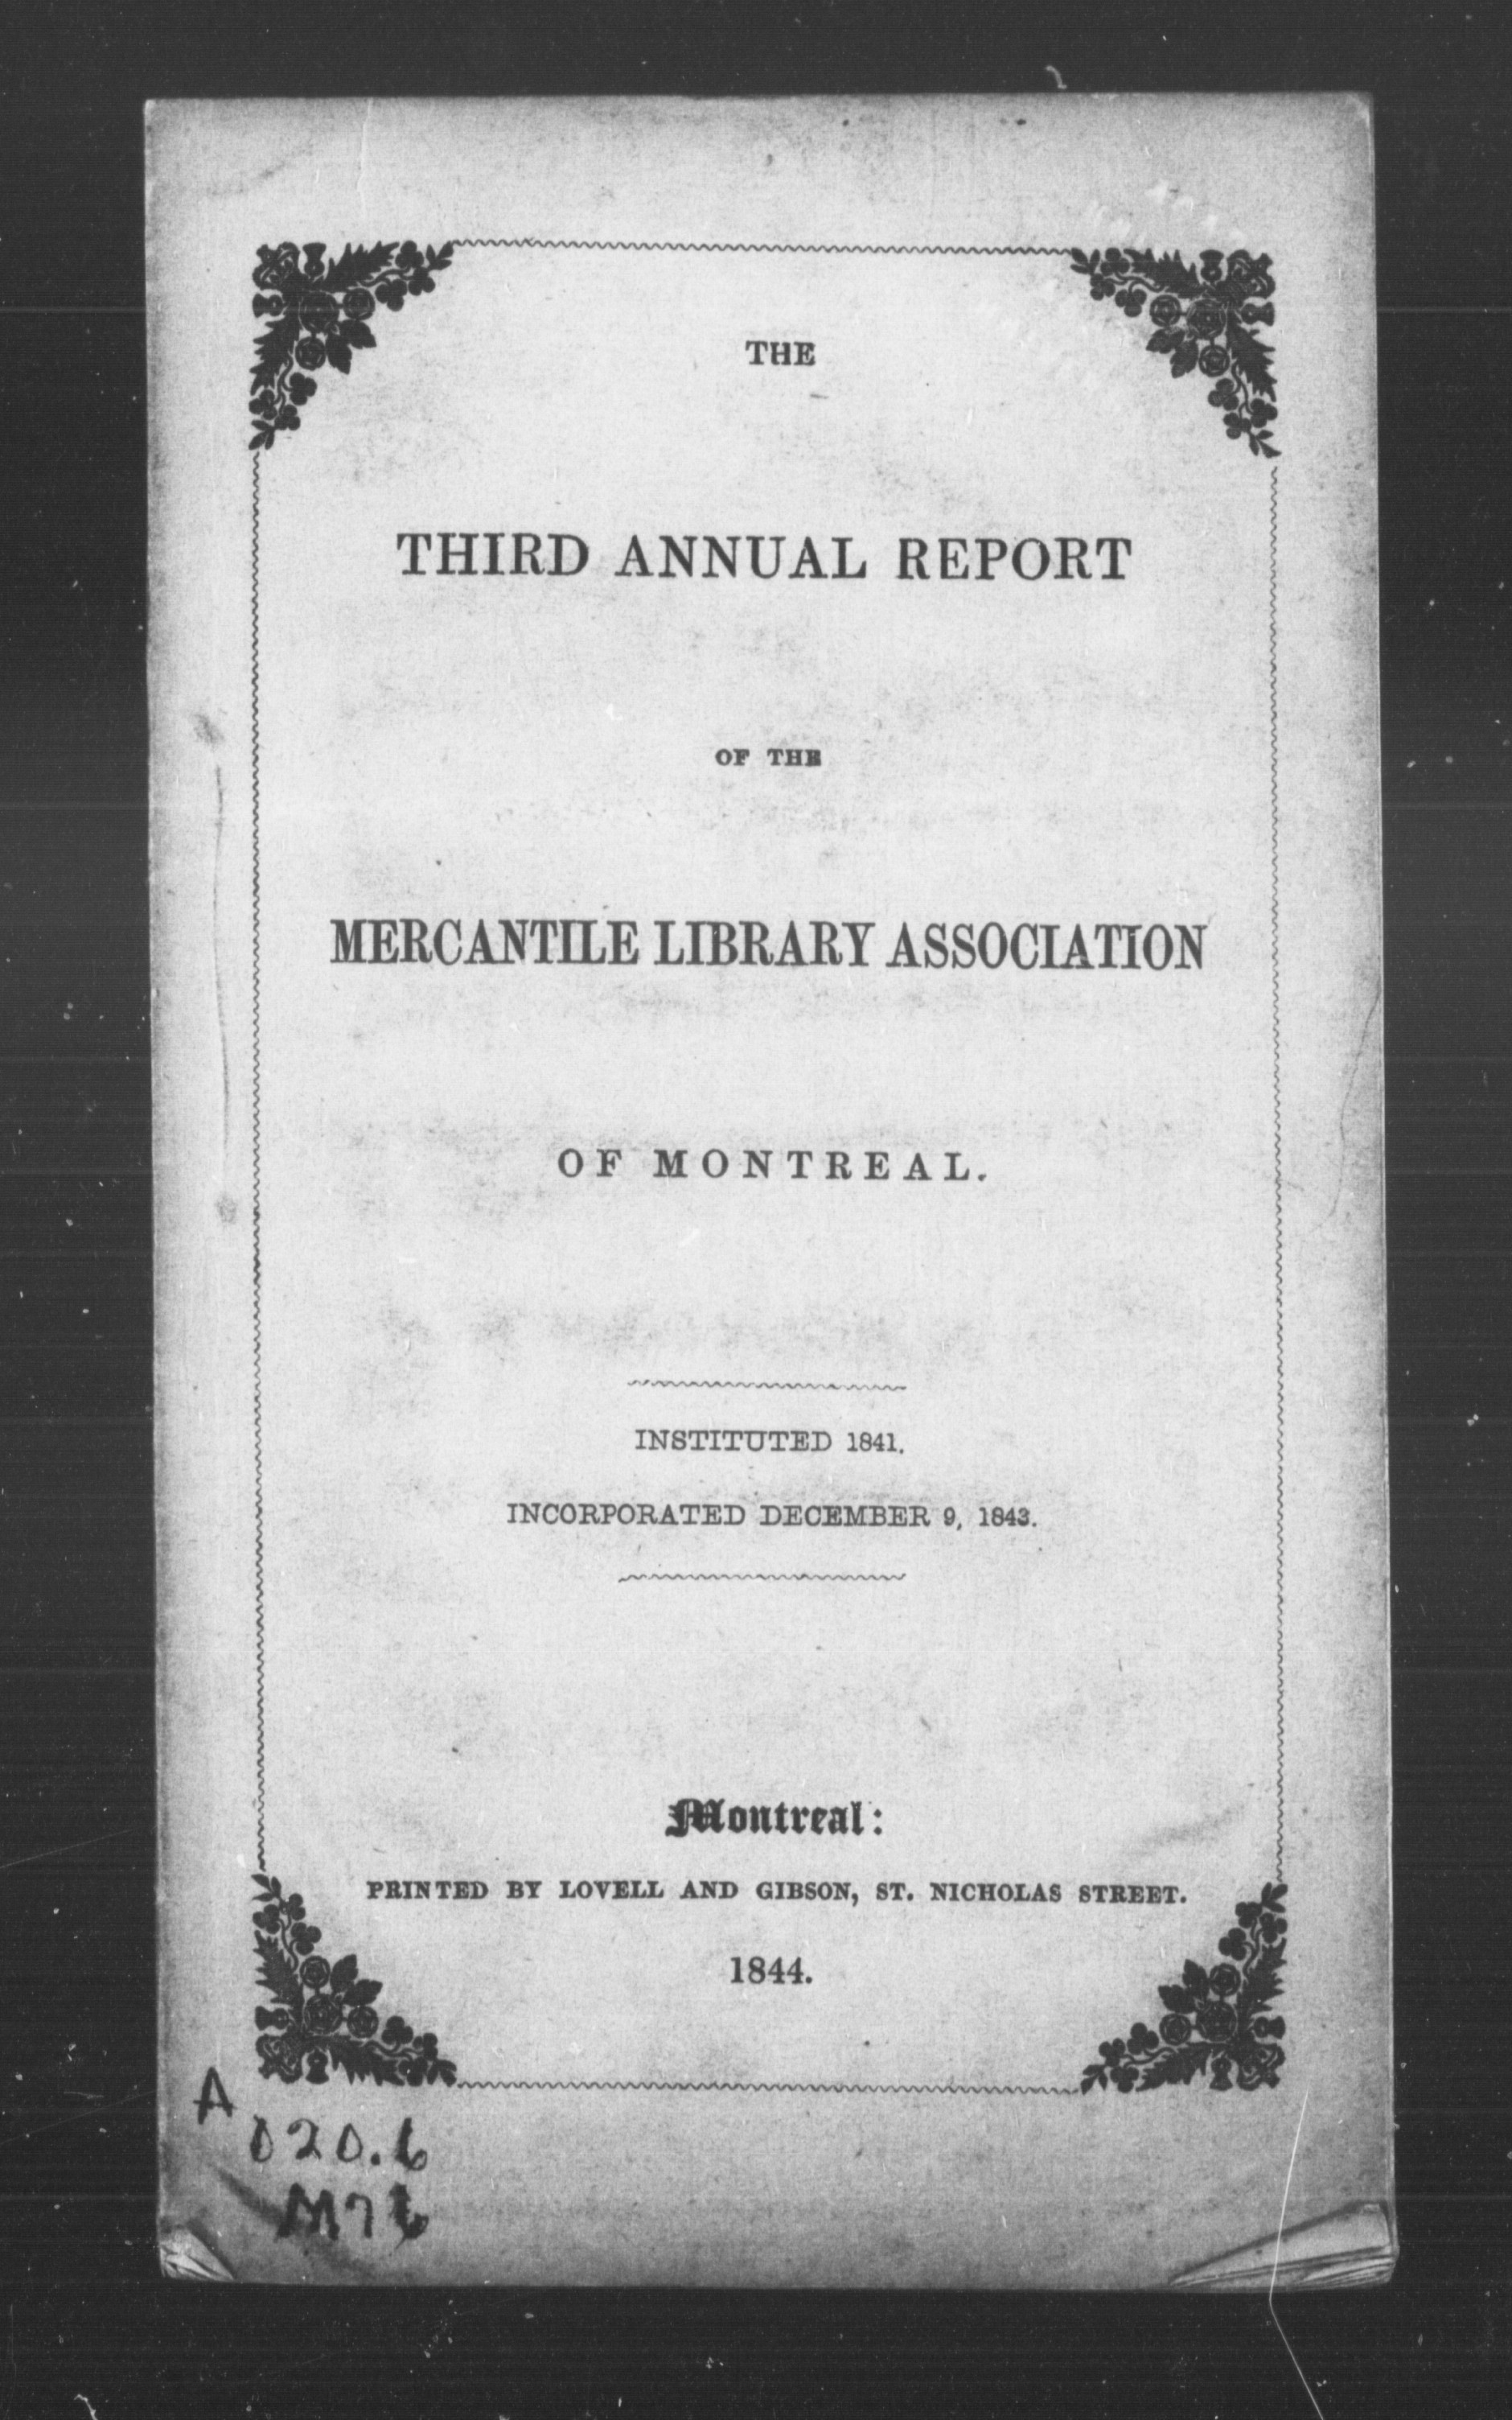 THE
THIRD ANNUAL REPORT
OF THE
MERCANTILE LIBRARY ASSOCIATION
OF MONTREAL.
INSTITUTED 1841.
INCORPORATED DECEMBER 9, 1843.
Montreal:
PRINTED BY LOVELL AND GIBSON, ST. NICHOLAS STREET.
1844.
A
020.6
M76